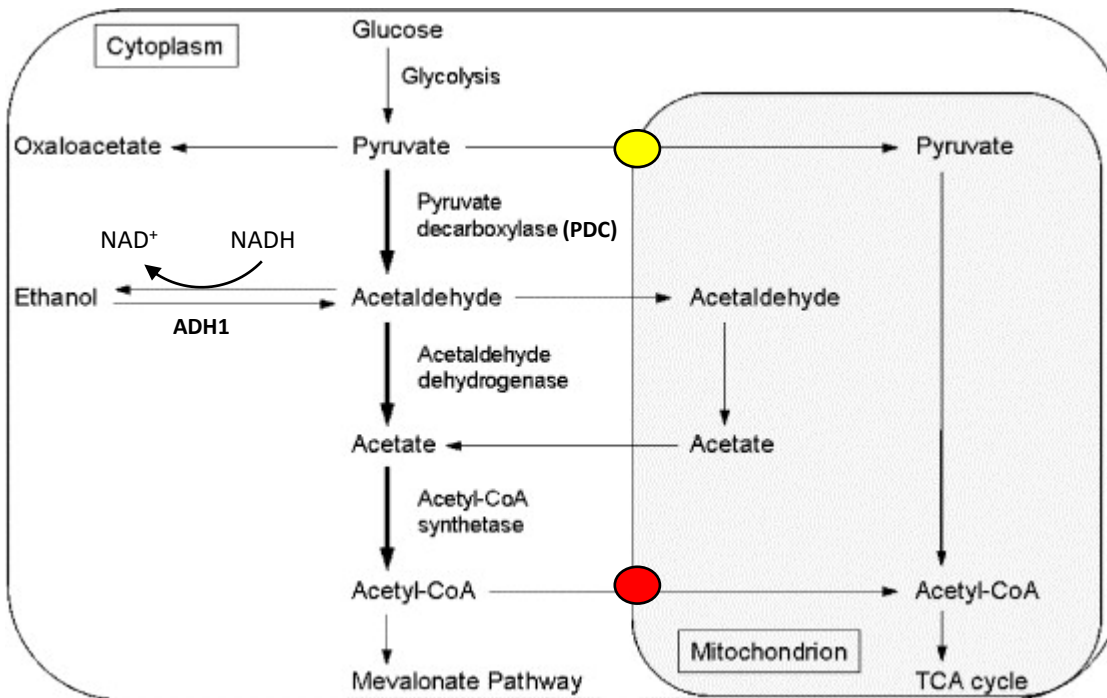 Cytoplasm
Glucose
Glycolysis
Oxaloacetate
Pyruvate
Pyruvate
Pyruvate
decarboxylase (PDC)
NAD⁺
NADH
Ethanol
Acetaldehyde
Acetaldehyde
ADH1
Acetaldehyde
dehydrogenase
Acetate
Acetate
Acetyl-CoA
synthetase
Acetyl-CoA
Acetyl-CoA
Mitochondrion
Mevalonate Pathway
TCA cycle